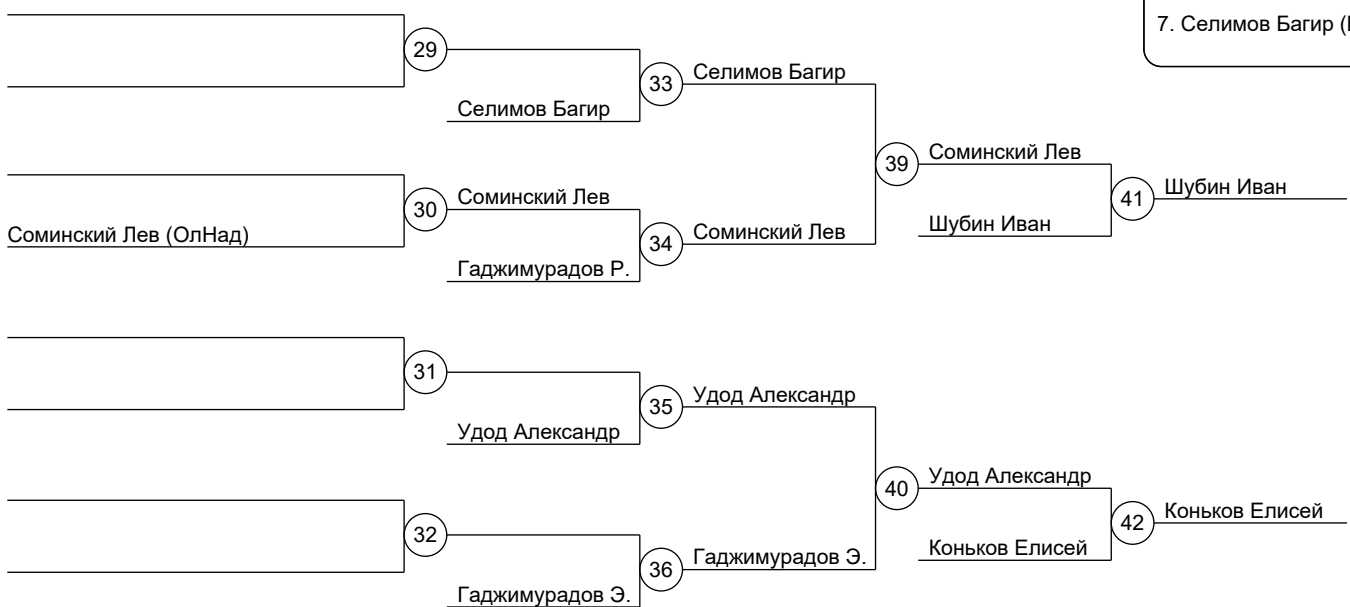 7. Селимов Багир (
29
33
Селимов Багир
Селимов Багир
39
Соминский Лев
41
Шубин Иван
Соминский Лев (ОлНад)
30
Соминский Лев
34
Соминский Лев
Шубин Иван
Гаджимурадов Р.
31
35
Удод Александр
Удод Александр
40
Удод Александр
42
Коньков Елисей
32
36
Гаджимурадов Э.
Коньков Елисей
Гаджимурадов Э.